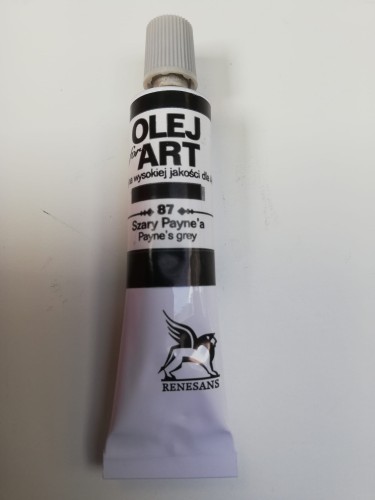 OLEJ
for ART
wysokiej jakości dla
87
Szary Payne'a
Payne's grey
RENESANS